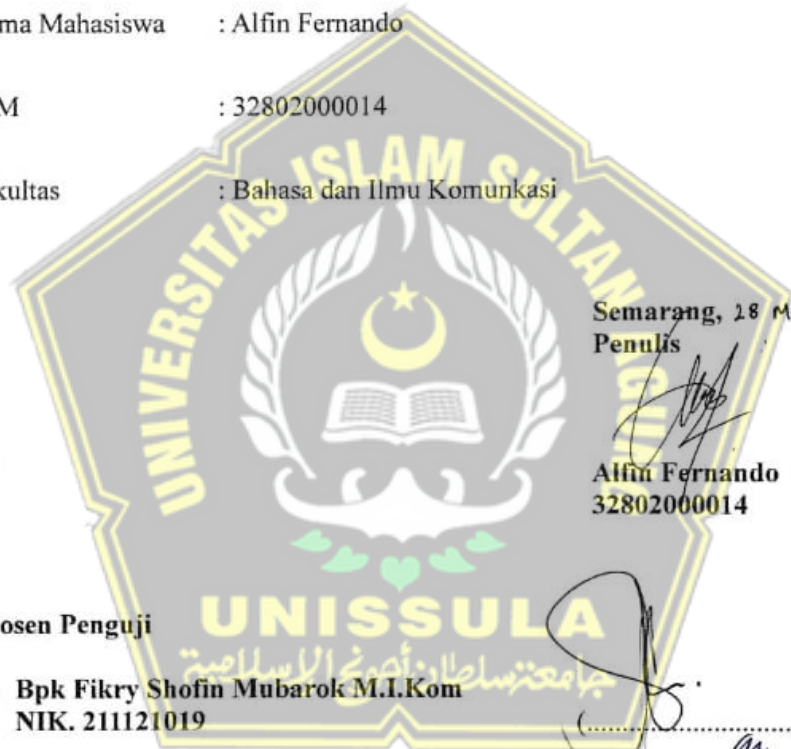 ma Mahasiswa : Alfin Fernando
M : 32802000014
kultas : Bahasa dan Ilmu Komunkasi
UNIVERSITAS ISLAM SULTAN AGUNG
Semarang, 28 M
Penulis
Alfin Fernando
32802000014
UNISSULA
جامعة سلطان أجونج الإسلامية
osen Penguji
Bpk Fikry Shofin Mubarok M.I.Kom
NIK. 211121019 (..............................